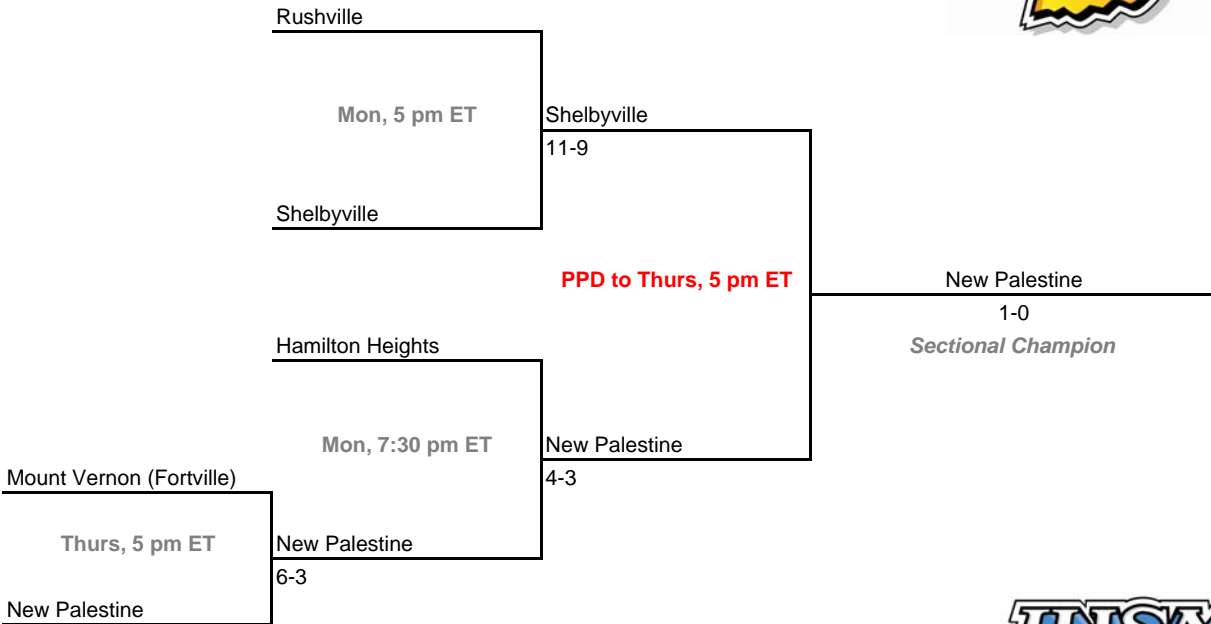 Rushville
Mon, 5 pm ET
Shelbyville
11-9
Shelbyville
PPD to Thurs, 5 pm ET
New Palestine
1-0
Hamilton Heights
Sectional Champion
Mon, 7:30 pm ET
New Palestine
Mount Vernon (Fortville)
4-3
Thurs, 5 pm ET
New Palestine
6-3
New Palestine